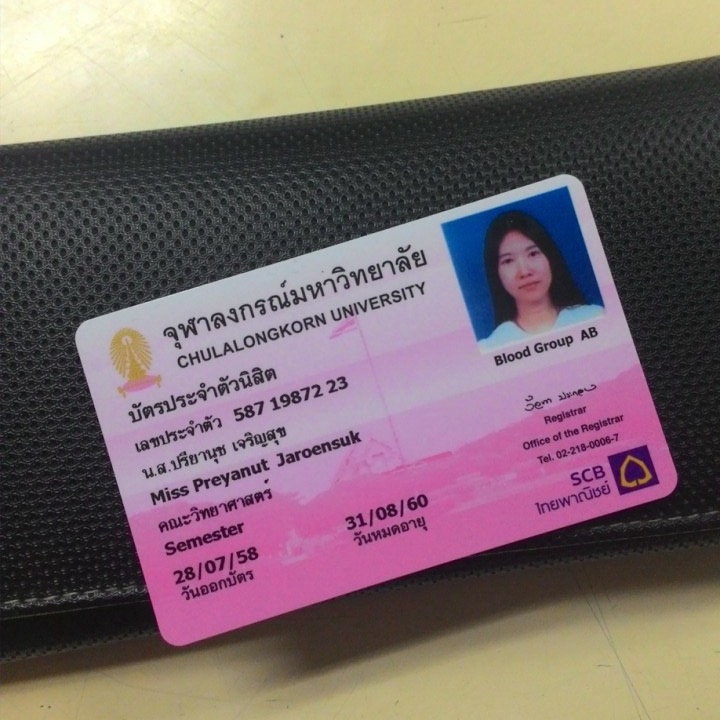 จุฬาลงกรณ์มหาวิทยาลัย
CHULALONGKORN UNIVERSITY
บัตรประจำตัวนิสิต
เลขประจำตัว 587 19872 23
น.ส.ปรียานุช เจริญสุข
Miss Preyanut Jaroensuk
คณะวิทยาศาสตร์
Semester
28/07/58 31/08/60
วันออกบัตร วันหมดอายุ
Blood Group AB
Registrar
Office of the Registrar
Tel. 02-218-0006-7
SCB
ไทยพาณิชย์